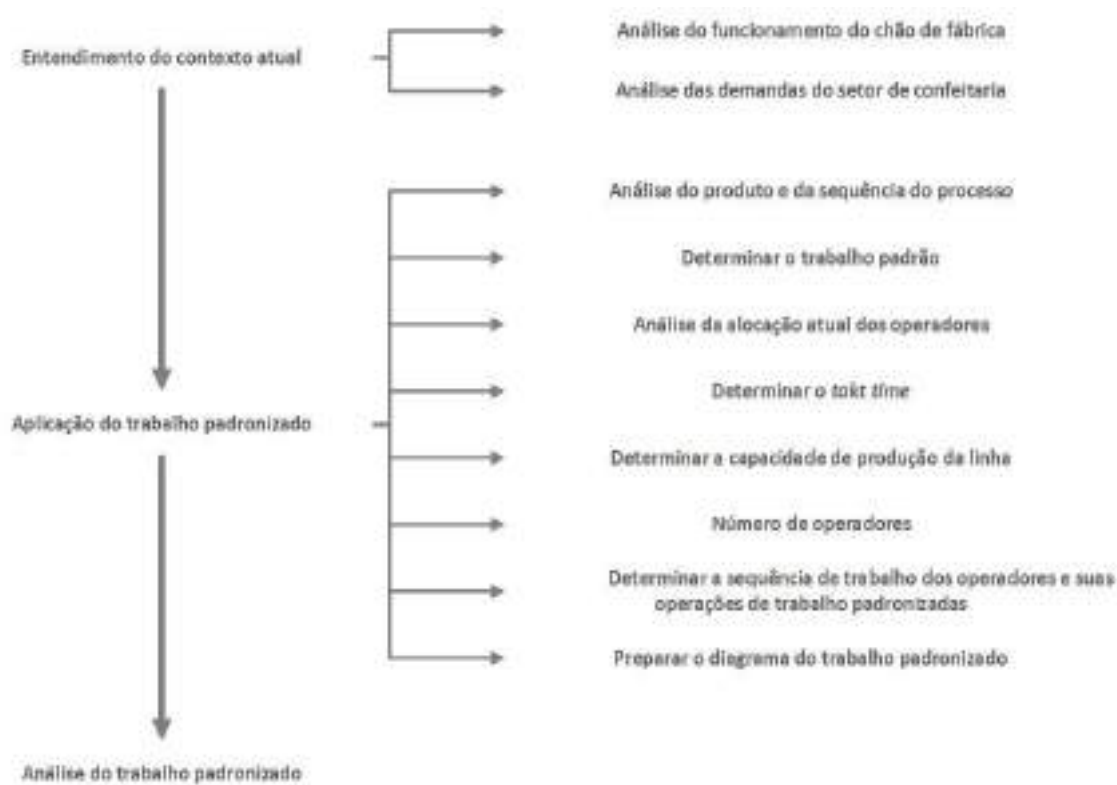 Entendimento do contexto atual
Análise do funcionamento do chão de fábrica
Análise das demandas do setor de confeitaria
Aplicação do trabalho padronizado
Análise do produto e da sequência do processo
Determinar o trabalho padrão
Análise da alocação atual dos operadores
Determinar o takt time
Determinar a capacidade de produção da linha
Número de operadores
Determinar a sequência de trabalho dos operadores e suas
operações de trabalho padronizadas
Preparar o diagrama do trabalho padronizado
Análise do trabalho padronizado